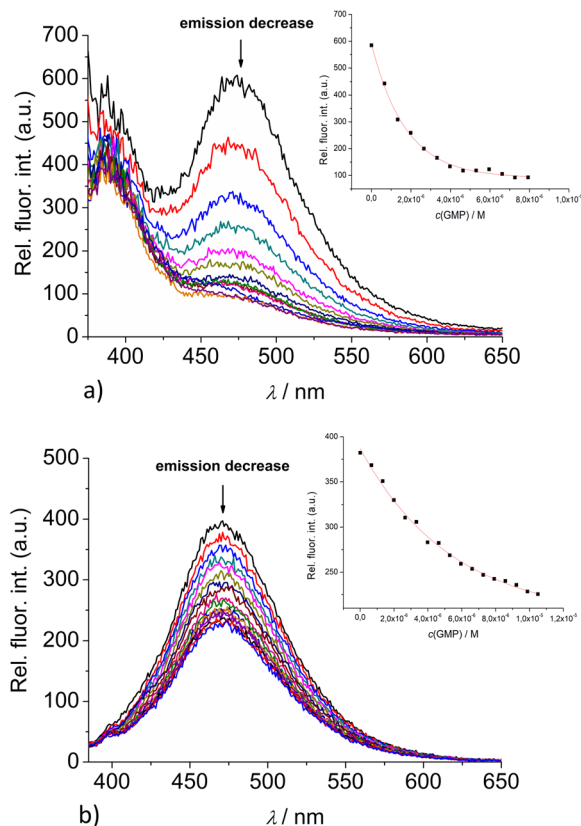 emission decrease
700
600
500
400
300
200
100
0
Rel. fluor. int. (a.u.)
400
450
500
550
600
650
λ / nm
a)
700
600
500
400
300
200
100
Rel. fluor. int. (a.u.)
0,0
2,0x10⁻⁶
4,0x10⁻⁶
6,0x10⁻⁶
8,0x10⁻⁶
1,0x10⁻⁵
c(GMP) / M
emission decrease
500
400
300
200
100
0
Rel. fluor. int. (a.u.)
400
450
500
550
600
650
λ / nm
b)
400
350
300
250
Rel. fluor. int. (a.u.)
0,0
2,0x10⁻⁶
4,0x10⁻⁶
6,0x10⁻⁶
8,0x10⁻⁶
1,0x10⁻⁵
1,2x10⁻⁵
c(GMP) / M